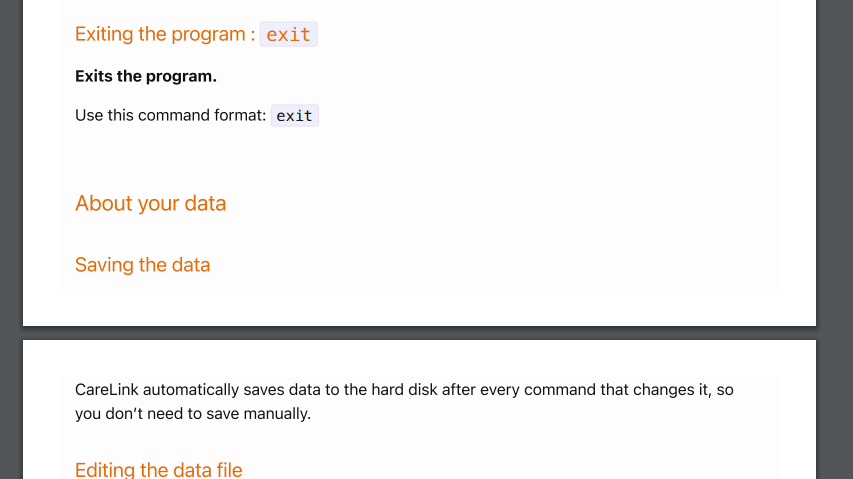 Exiting the program : exit
Exits the program.
Use this command format: exit
About your data
Saving the data
CareLink automatically saves data to the hard disk after every command that changes it, so
you don’t need to save manually.
Editing the data file